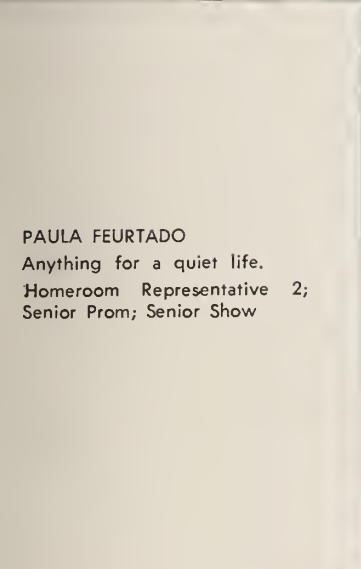 PAULA FEURTADO
Anything for a quiet life.
Homeroom Representative 2;
Senior Prom; Senior Show